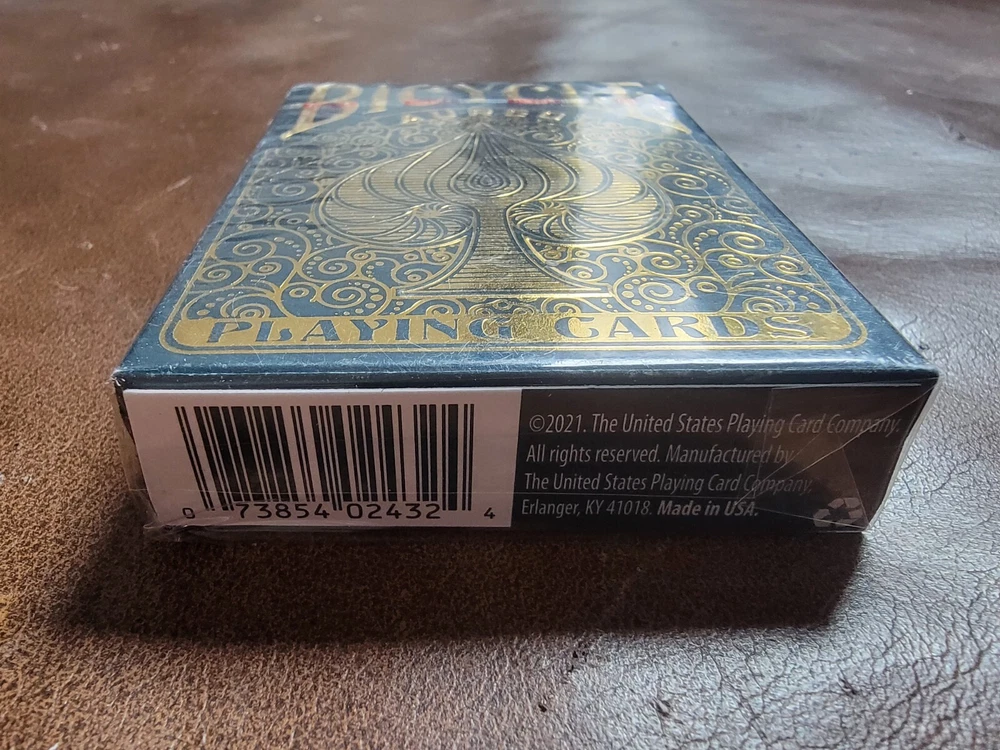 BICYCLE
PLAYING CARDS
©2021. The United States Playing Card Company.
All rights reserved. Manufactured by
The United States Playing Card Company,
Erlanger, KY 41018. Made in USA.
0 73854 02432 4